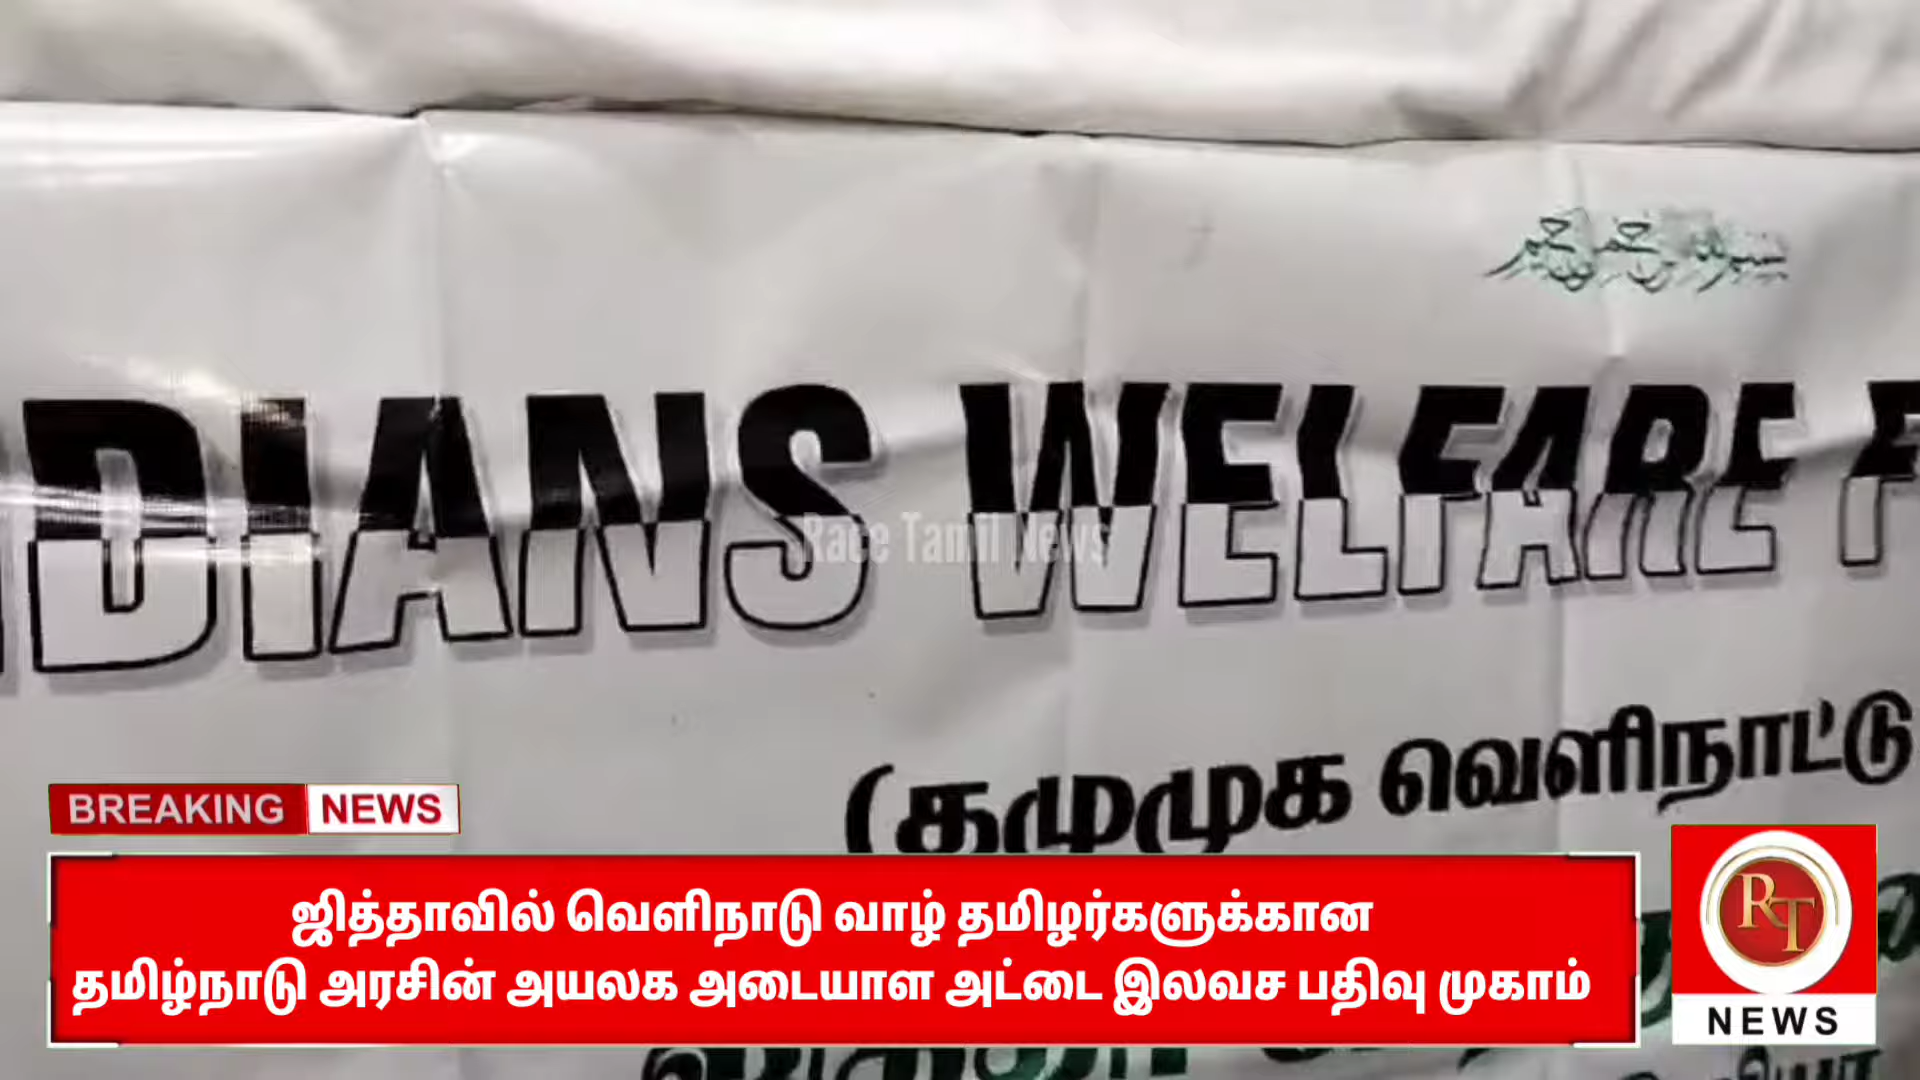 DIANS WELFARE F
Race Tamil News
(தமுமுக வெளிநாட்டு
BREAKING NEWS
ஜித்தாவில் வெளிநாடு வாழ் தமிழர்களுக்கான
தமிழ்நாடு அரசின் அயலக அடையாள அட்டை இலவச பதிவு முகாம்
RT
NEWS